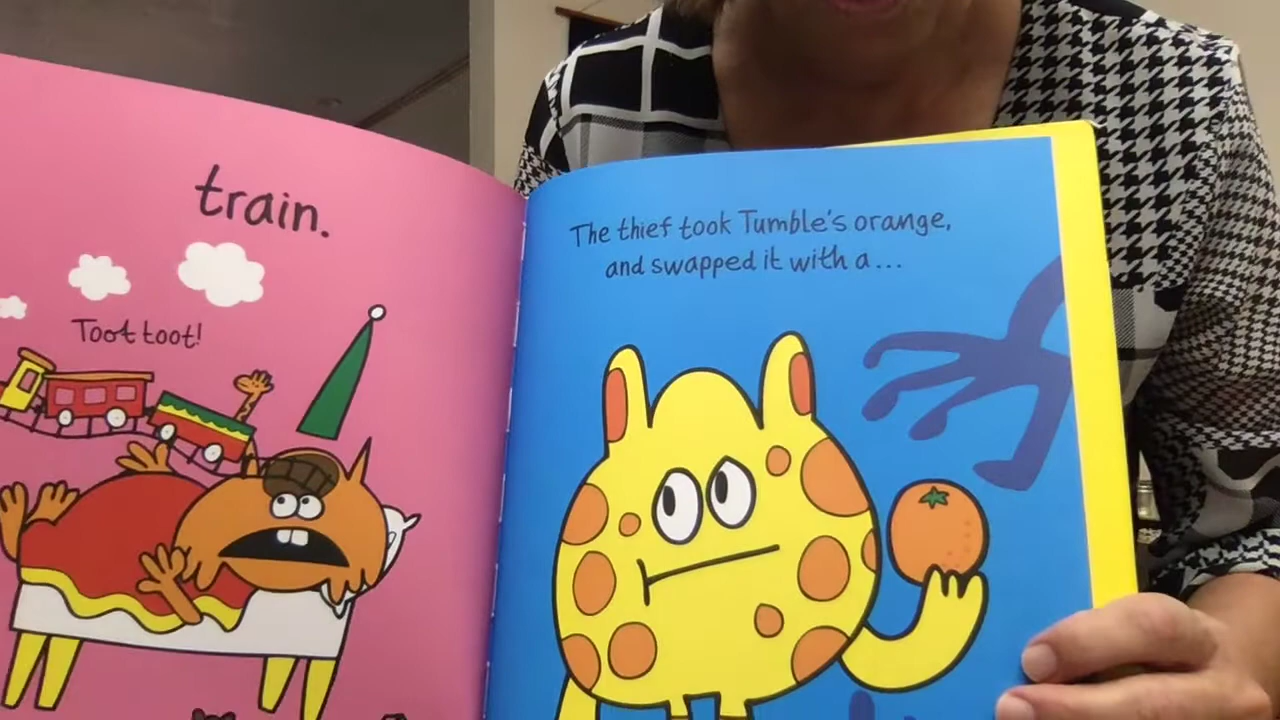 train.
Toot toot!
The thief took Tumble's orange,
and swapped it with a...